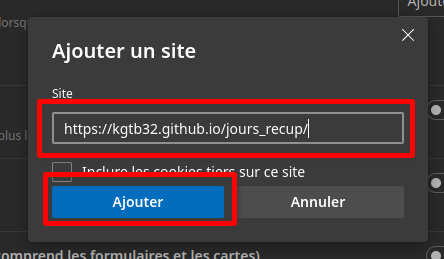 Ajoute
lorsq
Ajouter un site
Site
https://kgtb32.github.io/jours_recup/
plus l
Inclure les cookies tiers sur ce site
Ajouter
Annuler
omprend les formulaires et les cartes)